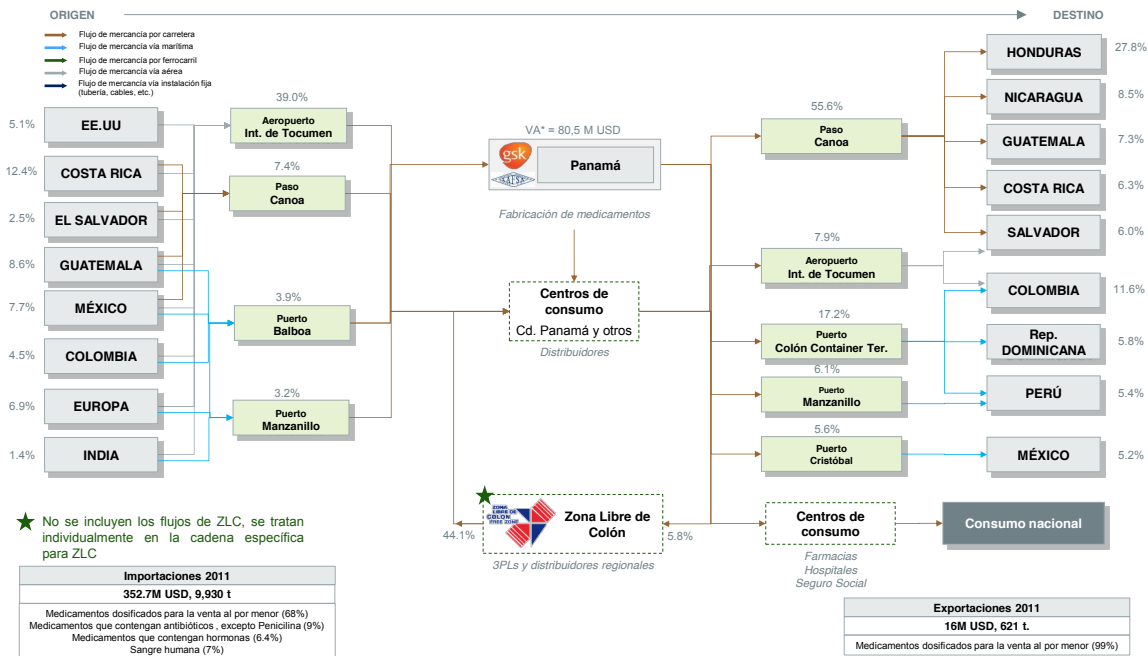 ORIGEN
DESTINO
Flujo de mercancía por carretera
Flujo de mercancía vía marítima
Flujo de mercancía por ferrocarril
Flujo de mercancía vía aérea
Flujo de mercancía vía instalación fija
(tubería, cables, etc.)
5.1%
EE.UU
12.4%
COSTA RICA
2.5%
EL SALVADOR
8.6%
GUATEMALA
7.7%
MÉXICO
4.5%
COLOMBIA
6.9%
EUROPA
1.4%
INDIA
39.0%
Aeropuerto
Int. de Tocumen
7.4%
Paso
Canoa
3.9%
Puerto
Balboa
3.2%
Puerto
Manzanillo
VA* = 80,5 M USD
gsk
Panamá
Fabricación de medicamentos
Centros de
consumo
Cd. Panamá y otros
Distribuidores
44.1%
ZONA LIBRE DE
COLON
FREE ZONE
Zona Libre de
Colón
5.8%
3PLs y distribuidores regionales
55.6%
Paso
Canoa
7.9%
Aeropuerto
Int. de Tocumen
17.2%
Puerto
Colón Container Ter.
6.1%
Puerto
Manzanillo
5.6%
Puerto
Cristóbal
Centros de
consumo
Farmacias
Hospitales
Seguro Social
HONDURAS
27.8%
NICARAGUA
8.5%
GUATEMALA
7.3%
COSTA RICA
6.3%
SALVADOR
6.0%
COLOMBIA
11.6%
Rep.
DOMINICANA
5.8%
PERÚ
5.4%
MÉXICO
5.2%
Consumo nacional
No se incluyen los flujos de ZLC, se tratan
individualmente en la cadena específica
para ZLC
Importaciones 2011
352.7M USD, 9,930 t
Medicamentos dosificados para la venta al por menor (68%)
Medicamentos que contengan antibióticos , excepto Penicilina (9%)
Medicamentos que contengan hormonas (6.4%)
Sangre humana (7%)
Exportaciones 2011
16M USD, 621 t.
Medicamentos dosificados para la venta al por menor (99%)